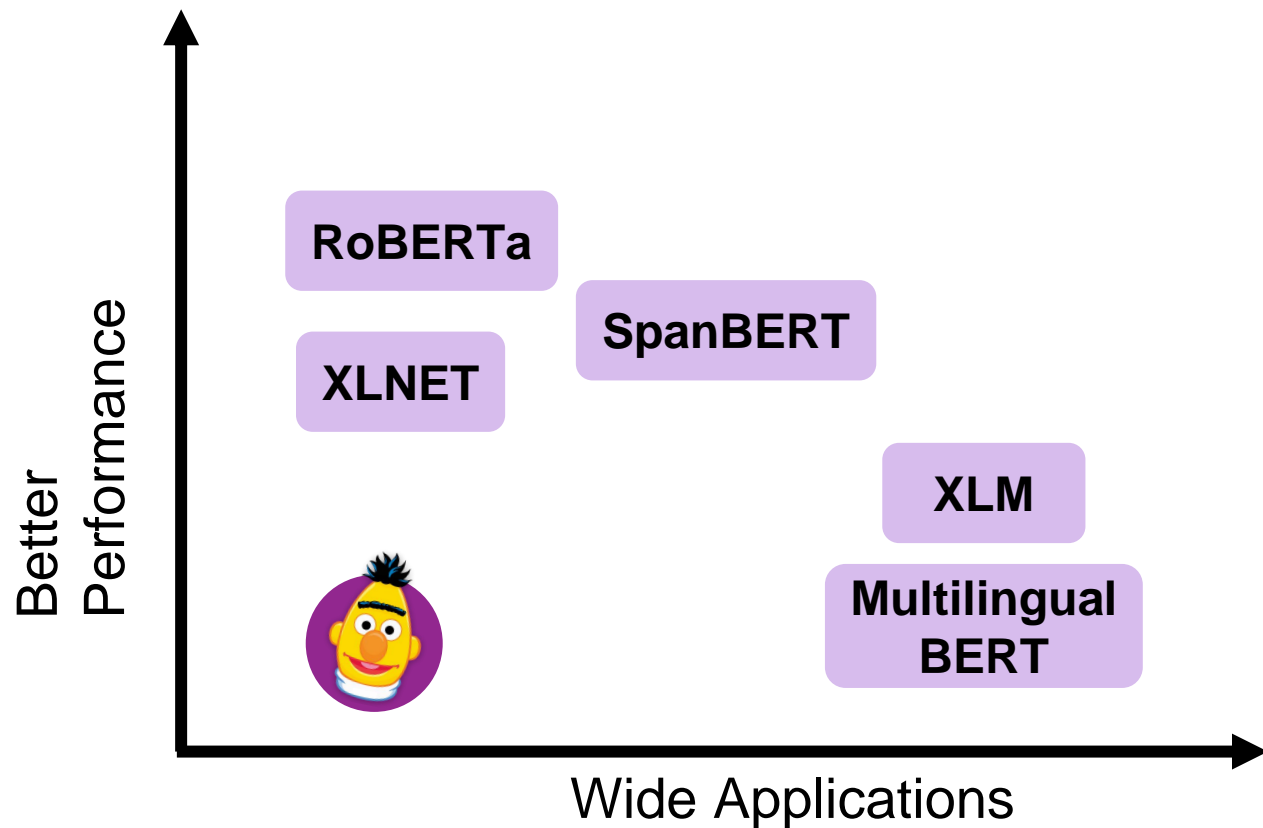 RoBERTa
SpanBERT
XLNET
XLM
Multilingual
BERT
Better
Performance
Wide Applications